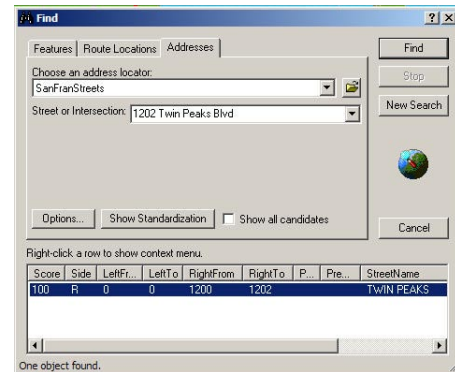 Find
Features Route Locations Addresses Find
Choose an address locator: Stop
SanFranStreets
Street or Intersection: 1202 Twin Peaks Blvd New Search
Options... Show Standardization Show all candidates
Cancel
Right-click a row to show context menu.
Score Side LeftFr... LeftTo RightFrom RightTo P... Pre... StreetName
100 R 0 0 1200 1202 TWIN PEAKS
One object found.